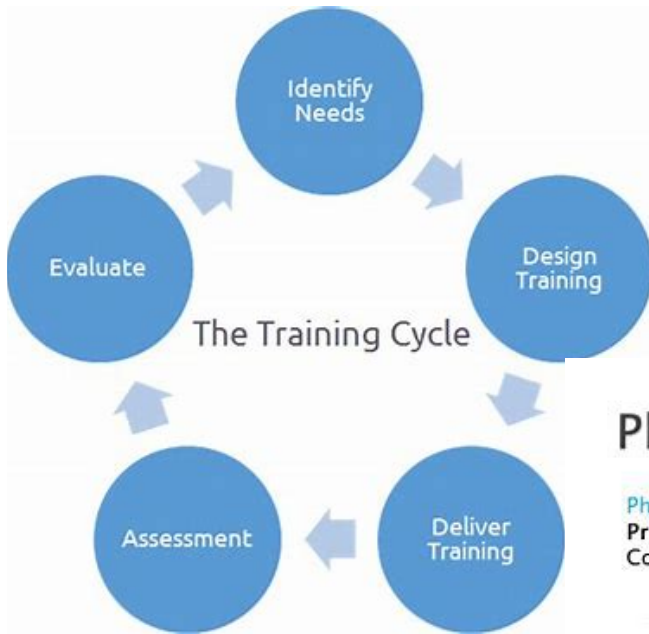 Identify
Needs
Design
Training
Evaluate
The Training Cycle
Deliver
Training
Assessment